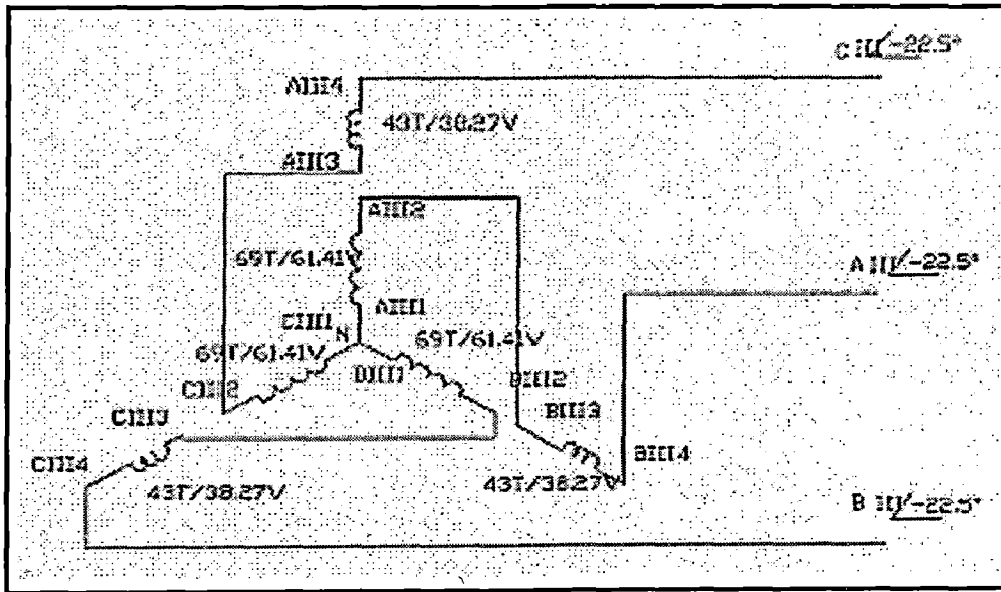 C III∠-22.5°
AIII4
43T/38.27V
AIII3
AIII2
69T/61.41V
A III∠-22.5°
AIII1
CIII1
N
69T/61.41V
69T/61.41V
BIII1
CIII2
BIII2
CIII3
BIII3
CIII4
BIII4
43T/38.27V
43T/38.27V
B III∠-22.5°